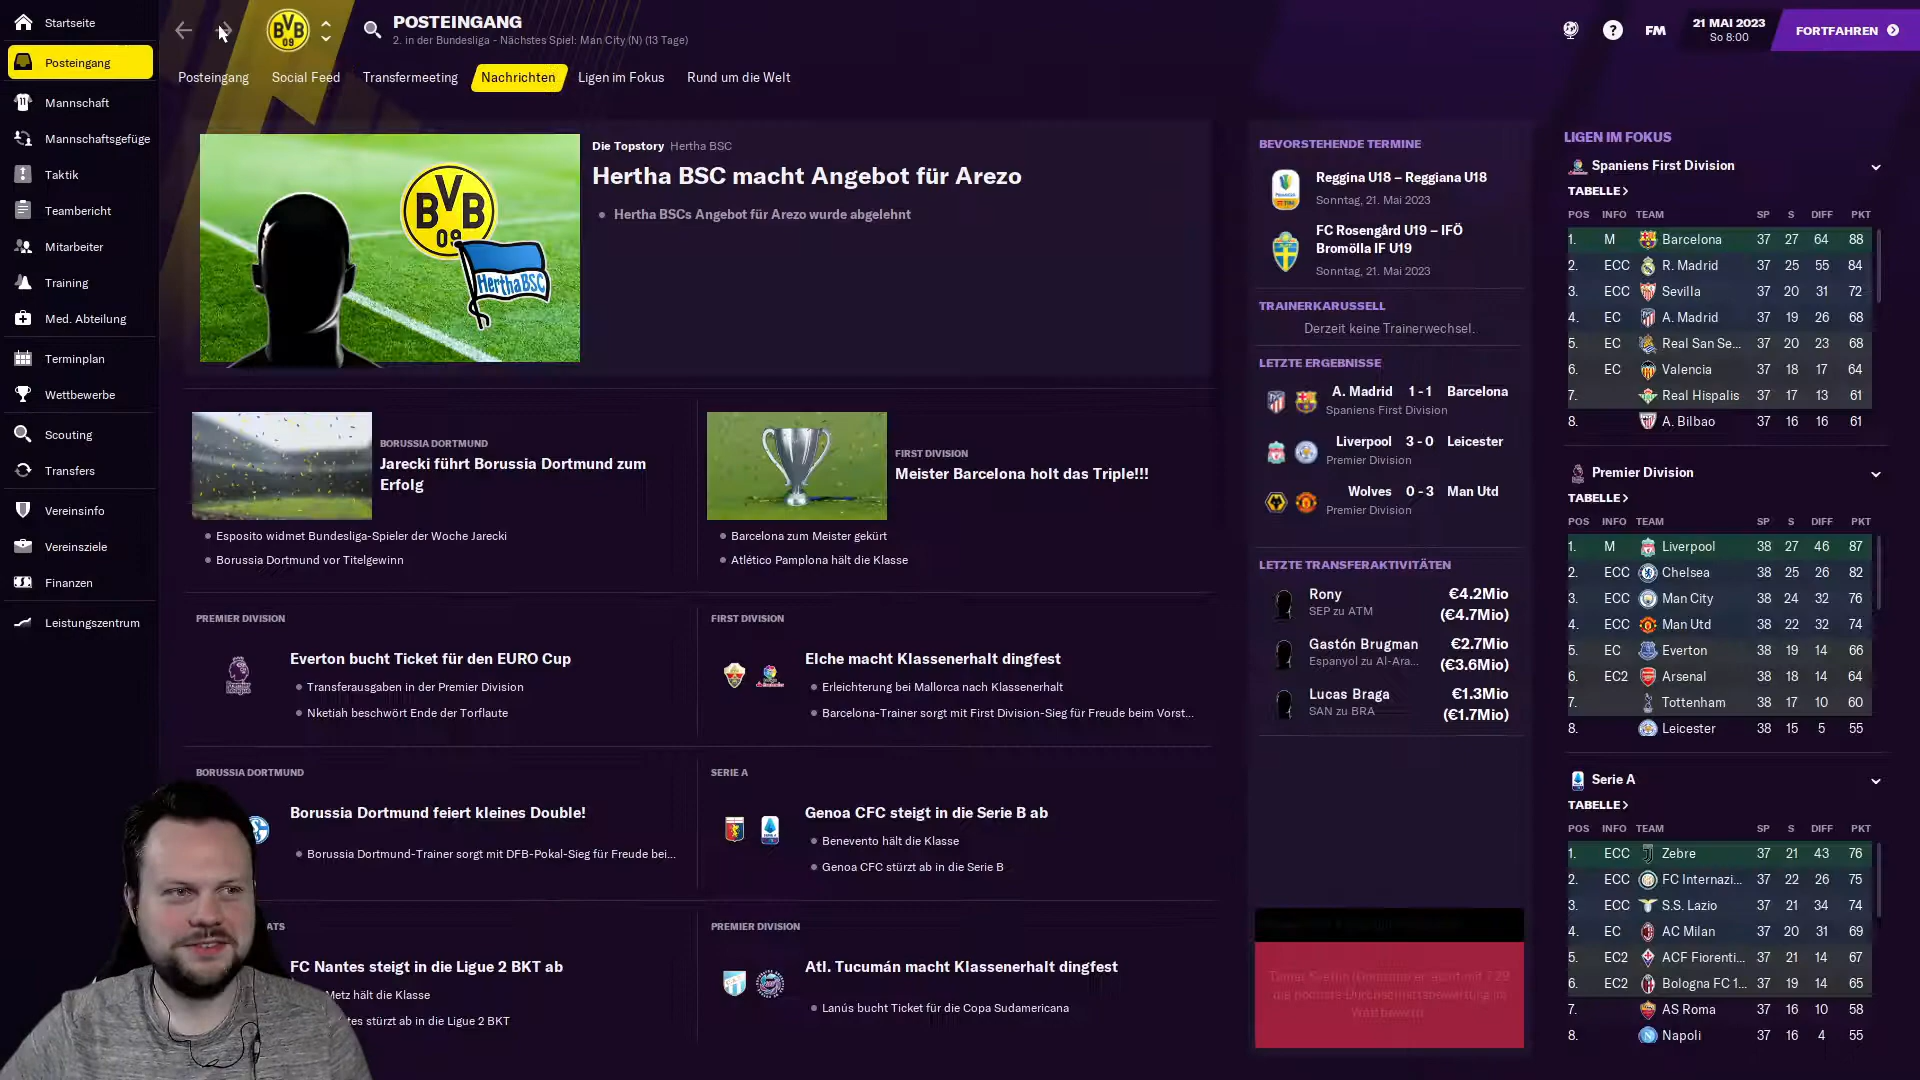 Startseite
Posteingang
Mannschaft
Mannschaftsgefüge
Taktik
Teambericht
Mitarbeiter
Training
Med. Abteilung
Terminplan
Wettbewerbe
Scouting
Transfers
Vereinsinfo
Vereinsziele
Finanzen
Leistungszentrum
BVB 09
POSTEINGANG
2. in der Bundesliga - Nächstes Spiel: Man City (N) (13 Tage)
? FM
21 MAI 2023
So 8:00
FORTFAHREN
Posteingang Social Feed Transfermeeting Nachrichten Ligen im Fokus Rund um die Welt
BVB 09
Hertha BSC
Die Topstory Hertha BSC
Hertha BSC macht Angebot für Arezo
Hertha BSCs Angebot für Arezo wurde abgelehnt
BORUSSIA DORTMUND
Jarecki führt Borussia Dortmund zum
Erfolg
Esposito widmet Bundesliga-Spieler der Woche Jarecki
Borussia Dortmund vor Titelgewinn
FIRST DIVISION
Meister Barcelona holt das Triple!!!
Barcelona zum Meister gekürt
Atlético Pamplona hält die Klasse
PREMIER DIVISION
Everton bucht Ticket für den EURO Cup
Transferausgaben in der Premier Division
Nketiah beschwört Ende der Torflaute
FIRST DIVISION
Elche macht Klassenerhalt dingfest
Erleichterung bei Mallorca nach Klassenerhalt
Barcelona-Trainer sorgt mit First Division-Sieg für Freude beim Vorst...
BORUSSIA DORTMUND
Borussia Dortmund feiert kleines Double!
Borussia Dortmund-Trainer sorgt mit DFB-Pokal-Sieg für Freude bei...
SERIE A
Genoa CFC steigt in die Serie B ab
Benevento hält die Klasse
Genoa CFC stürzt ab in die Serie B
ATS
FC Nantes steigt in die Ligue 2 BKT ab
Metz hält die Klasse
tes stürzt ab in die Ligue 2 BKT
PREMIER DIVISION
Atl. Tucumán macht Klassenerhalt dingfest
Lanús bucht Ticket für die Copa Sudamericana
BEVORSTEHENDE TERMINE
Reggina U18 – Reggiana U18
Sonntag, 21. Mai 2023
FC Rosengård U19 – IFÖ
Bromölla IF U19
Sonntag, 21. Mai 2023
TRAINERKARUSSELL
Derzeit keine Trainerwechsel.
LETZTE ERGEBNISSE
A. Madrid 1 - 1 Barcelona
Spaniens First Division
Liverpool 3 - 0 Leicester
Premier Division
Wolves 0 - 3 Man Utd
Premier Division
LETZTE TRANSFERAKTIVITÄTEN
Rony €4.2Mio
SEP zu ATM (€4.7Mio)
Gastón Brugman €2.7Mio
Espanyol zu Al-Ara... (€3.6Mio)
Lucas Braga €1.3Mio
SAN zu BRA (€1.7Mio)
LIGEN IM FOKUS
Spaniens First Division
TABELLE
POS INFO TEAM SP S DIFF PKT
1. M Barcelona 37 27 64 88
2. ECC R. Madrid 37 25 55 84
3. ECC Sevilla 37 20 31 72
4. EC A. Madrid 37 19 26 68
5. EC Real San Se... 37 20 23 68
6. EC Valencia 37 18 17 64
7. Real Hispalis 37 17 13 61
8. A. Bilbao 37 16 16 61
Premier Division
TABELLE
POS INFO TEAM SP S DIFF PKT
1. M Liverpool 38 27 46 87
2. ECC Chelsea 38 25 26 82
3. ECC Man City 38 24 32 76
4. ECC Man Utd 38 22 32 74
5. EC Everton 38 19 14 66
6. EC2 Arsenal 38 18 14 64
7. Tottenham 38 17 10 60
8. Leicester 38 15 5 55
Serie A
TABELLE
POS INFO TEAM SP S DIFF PKT
1. ECC Zebre 37 21 43 76
2. ECC FC Internazi... 37 22 26 75
3. ECC S.S. Lazio 37 21 34 74
4. EC AC Milan 37 20 31 69
5. EC2 ACF Fiorenti... 37 21 14 67
6. EC2 Bologna FC 1... 37 19 14 65
7. AS Roma 37 16 10 58
8. Napoli 37 16 4 55